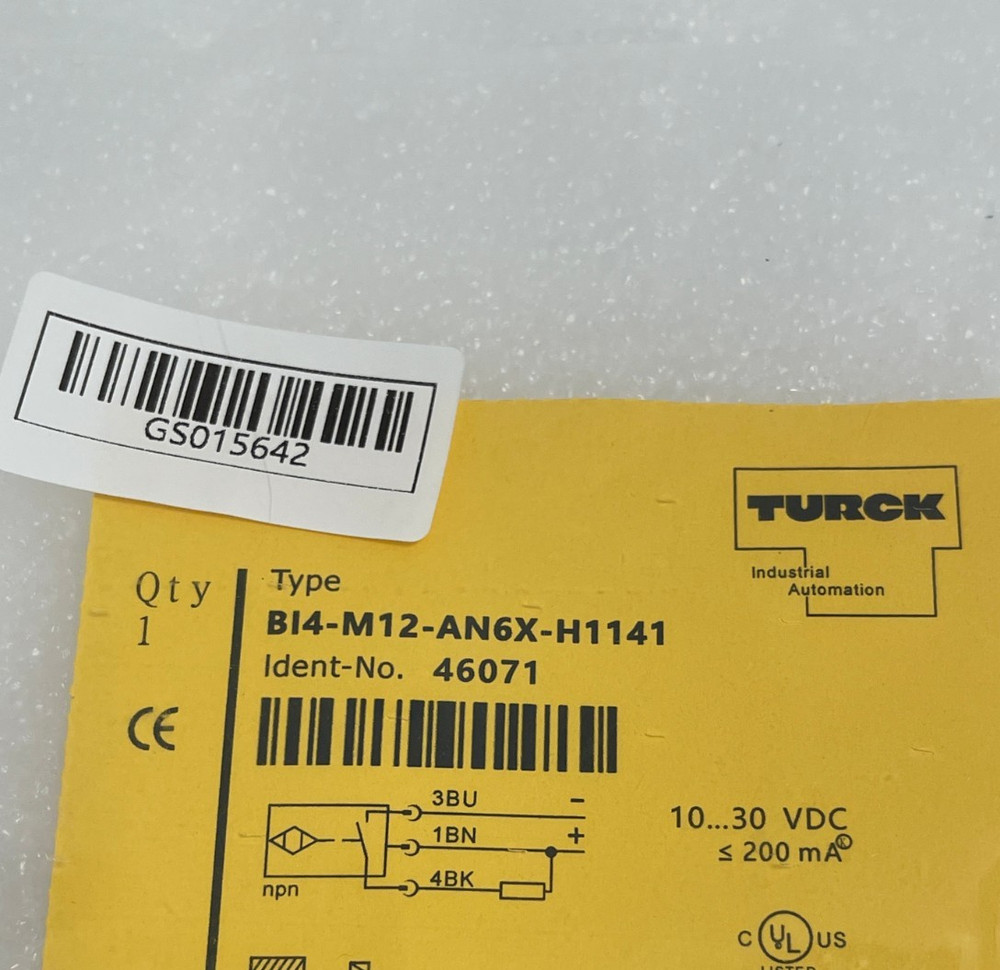 GS015642
TURCK
Industrial
Automation
Qty
1
Type
BI4-M12-AN6X-H1141
Ident-No. 46071
CE
3BU -
1BN +
4BK
npn
10...30 VDC
≤ 200 mA
C UL US
LISTED